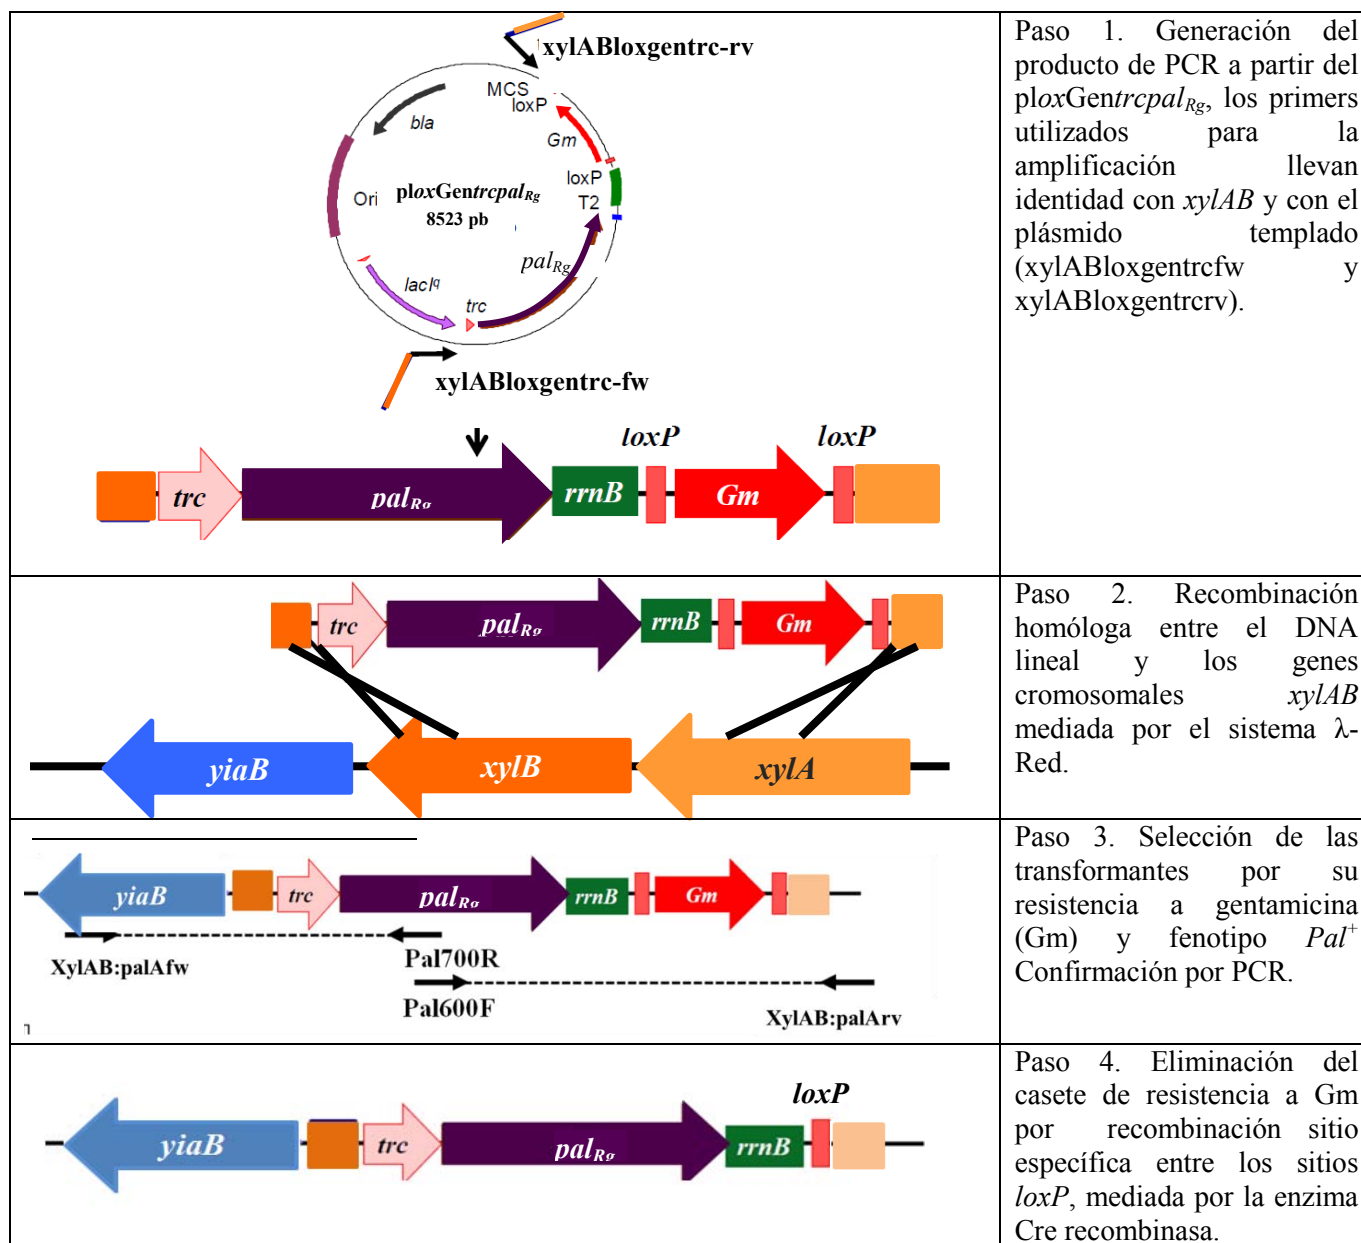 xylABloxgentrc-rv
MCS
loxP
bla
Gm
loxP
Ori
ploxGentrcpalRg
T2
8523 pb
palRg
lacIq
trc
xylABloxgentrc-fw
loxP loxP
trc palRg rrnB Gm
Paso 1. Generación del
producto de PCR a partir del
ploxGentrcpalRg, los primers
utilizados para la
amplificación llevan
identidad con xylAB y con el
plásmido templado
(xylABloxgentrcfw y
xylABloxgentrcrv).
trc palRg rrnB Gm
yiaB xylB xylA
Paso 2. Recombinación
homóloga entre el DNA
lineal y los genes
cromosomales xylAB
mediada por el sistema λ-
Red.
yiaB trc palRg rrnB Gm
XylAB:palAfw Pal700R
Pal600F XylAB:palArv
Paso 3. Selección de las
transformantes por su
resistencia a gentamicina
(Gm) y fenotipo Pal+
Confirmación por PCR.
loxP
yiaB trc palRg rrnB
Paso 4. Eliminación del
casete de resistencia a Gm
por recombinación sitio
específica entre los sitios
loxP, mediada por la enzima
Cre recombinasa.